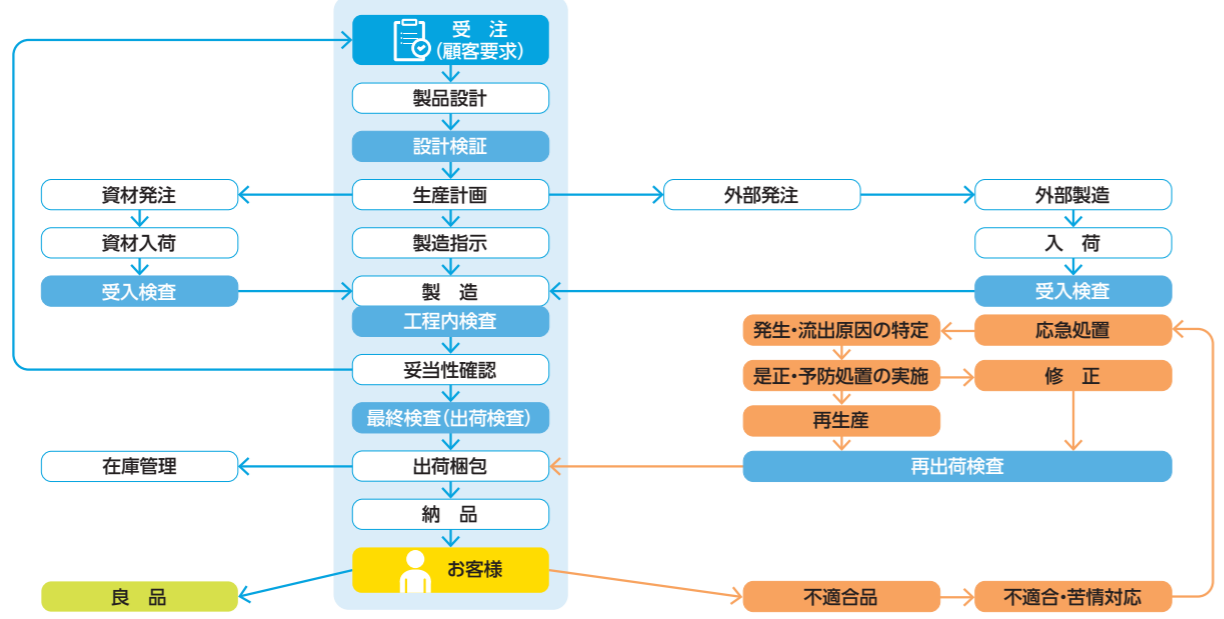 受　注
(顧客要求)
製品設計
設計検証
資材発注
生産計画
外部発注
外部製造
資材入荷
製造指示
入　荷
受入検査
製　造
受入検査
工程内検査
発生・流出原因の特定
応急処置
妥当性確認
是正・予防処置の実施
修　正
最終検査(出荷検査)
再生産
在庫管理
出荷梱包
再出荷検査
納　品
お客様
良　品
不適合品
不適合・苦情対応